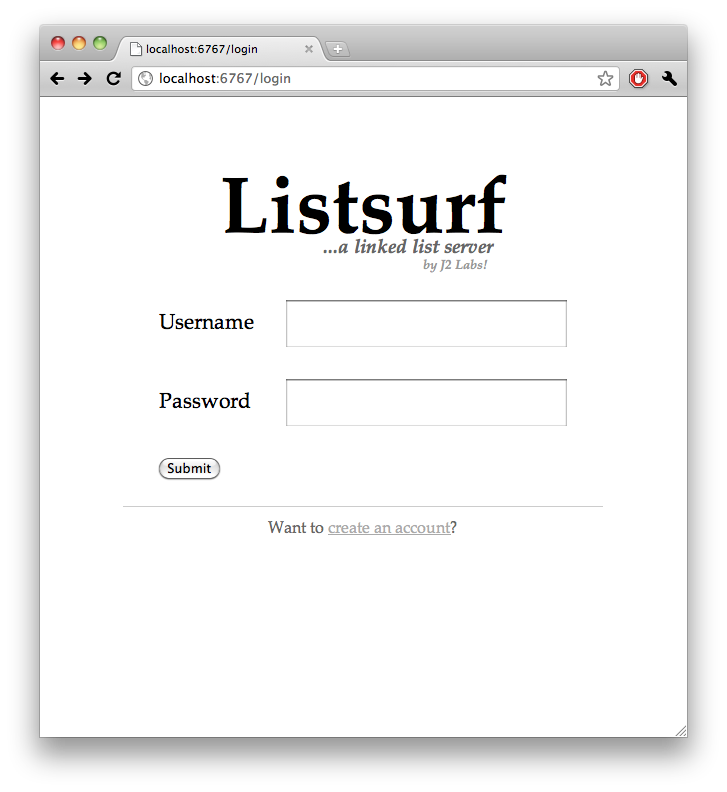 localhost:6767/login
localhost:6767/login
Listsurf
...a linked list server
by J2 Labs!
Username
Password
Submit
Want to create an account?